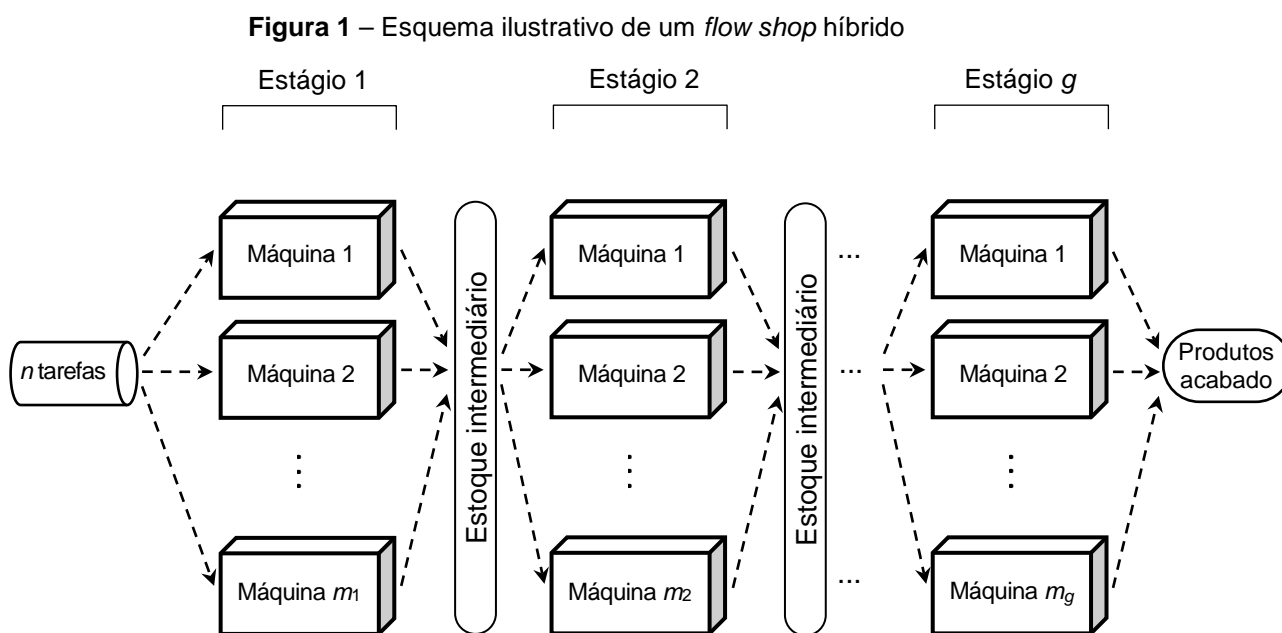 Figura 1 – Esquema ilustrativo de um flow shop híbrido
Estágio 1
Estágio 2
Estágio g
Máquina 1
Máquina 1
...
Máquina 1
n tarefas
Máquina 2
Estoque intermediário
Máquina 2
Estoque intermediário
...
Máquina 2
Produtos
acabado
Máquina m1
Máquina m2
...
Máquina mg